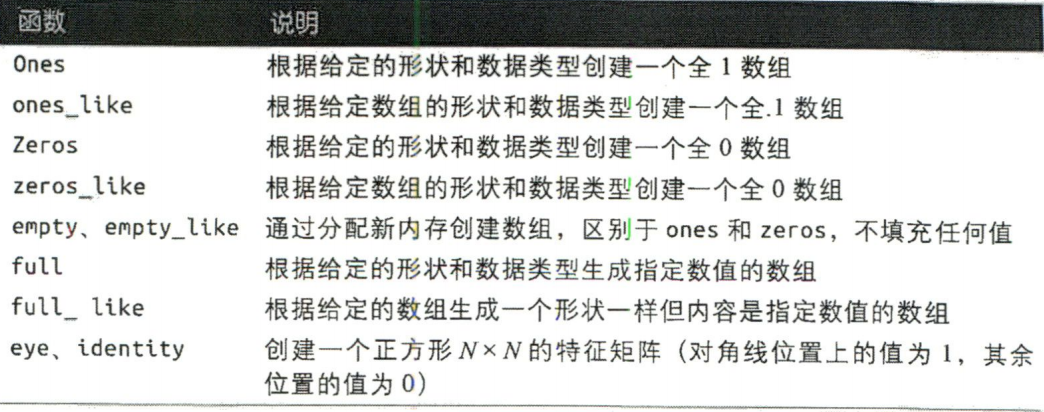 函数 说明
Ones 根据给定的形状和数据类型创建一个全 1 数组
ones_like 根据给定数组的形状和数据类型创建一个全.1 数组
Zeros 根据给定的形状和数据类型创建一个全 0 数组
zeros_like 根据给定数组的形状和数据类型创建一个全 0 数组
empty、empty_like 通过分配新内存创建数组，区别于 ones 和 zeros，不填充任何值
full 根据给定的形状和数据类型生成指定数值的数组
full_ like 根据给定的数组生成一个形状一样但内容是指定数值的数组
eye、identity 创建一个正方形 N×N 的特征矩阵（对角线位置上的值为 1，其余
位置的值为 0）